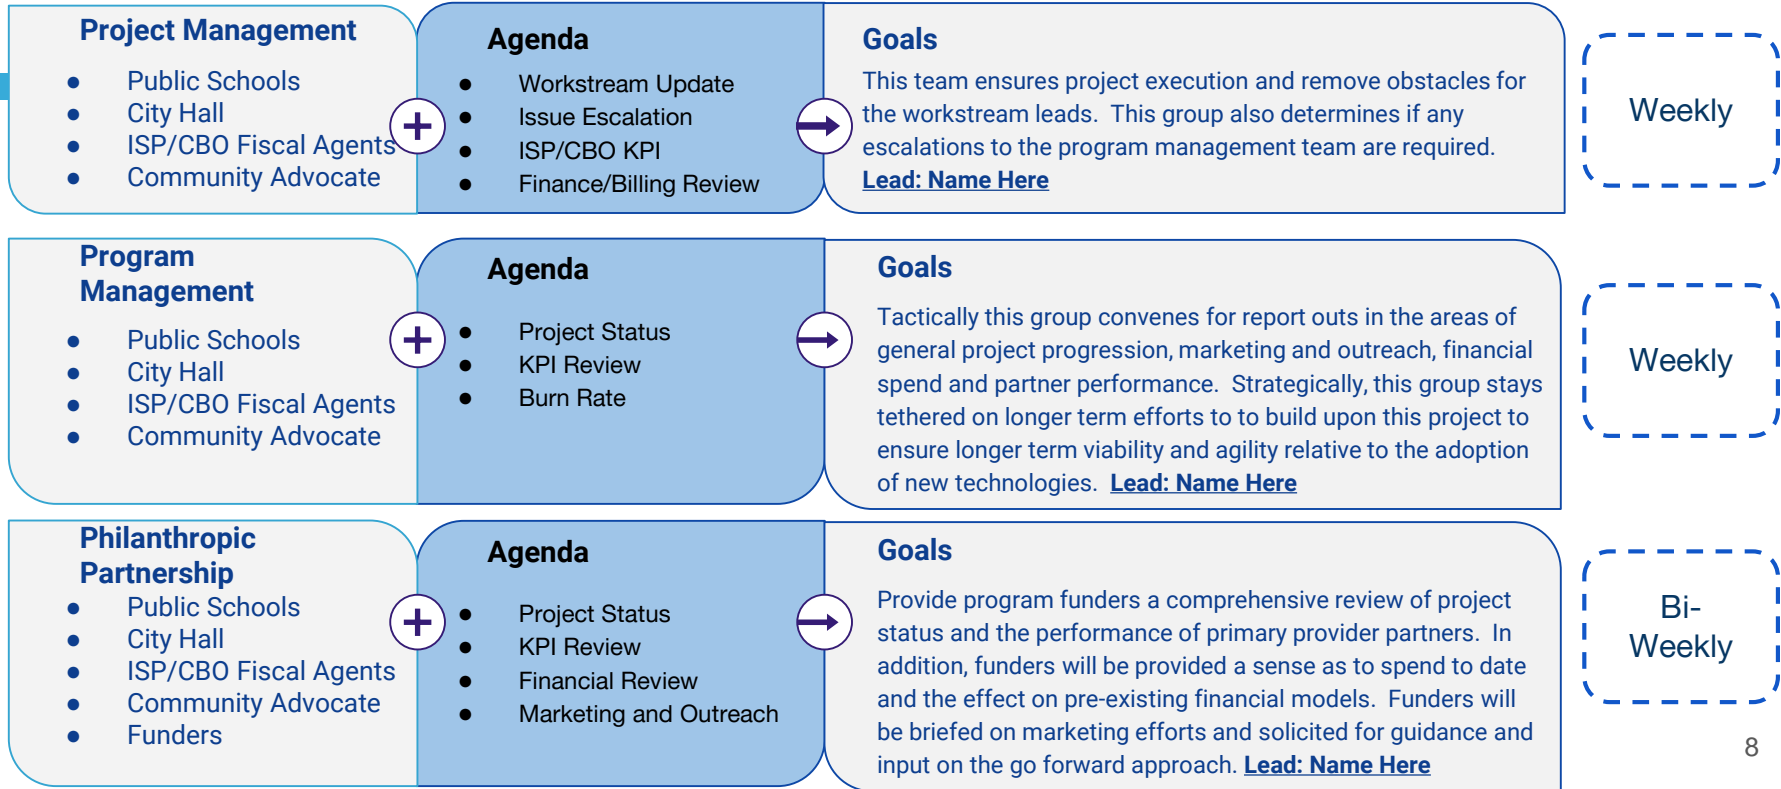 Project Management
● Public Schools
● City Hall
● ISP/CBO Fiscal Agents
● Community Advocate
Agenda
● Workstream Update
● Issue Escalation
● ISP/CBO KPI
● Finance/Billing Review
Goals
This team ensures project execution and remove obstacles for
the workstream leads. This group also determines if any
escalations to the program management team are required.
Lead: Name Here
Weekly
Program
Management
● Public Schools
● City Hall
● ISP/CBO Fiscal Agents
● Community Advocate
Agenda
● Project Status
● KPI Review
● Burn Rate
Goals
Tactically this group convenes for report outs in the areas of
general project progression, marketing and outreach, financial
spend and partner performance. Strategically, this group stays
tethered on longer term efforts to to build upon this project to
ensure longer term viability and agility relative to the adoption
of new technologies. Lead: Name Here
Weekly
Philanthropic
Partnership
● Public Schools
● City Hall
● ISP/CBO Fiscal Agents
● Community Advocate
● Funders
Agenda
● Project Status
● KPI Review
● Financial Review
● Marketing and Outreach
Goals
Provide program funders a comprehensive review of project
status and the performance of primary provider partners. In
addition, funders will be provided a sense as to spend to date
and the effect on pre-existing financial models. Funders will
be briefed on marketing efforts and solicited for guidance and
input on the go forward approach. Lead: Name Here
Bi-
Weekly
8